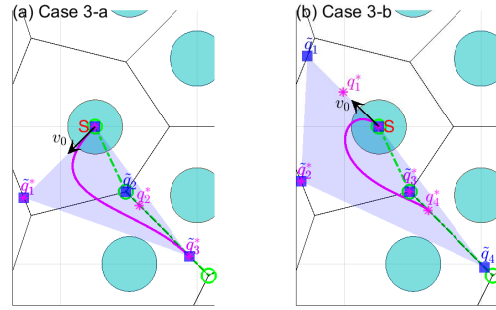 (a) Case 3-a
S
v₀
q̃₁*
q̃₂
q₂*
q̃₃*
(b) Case 3-b
q̃₁
q₁*
v₀
S
q̃₂*
q̃₃*
q₄*
q̃₄